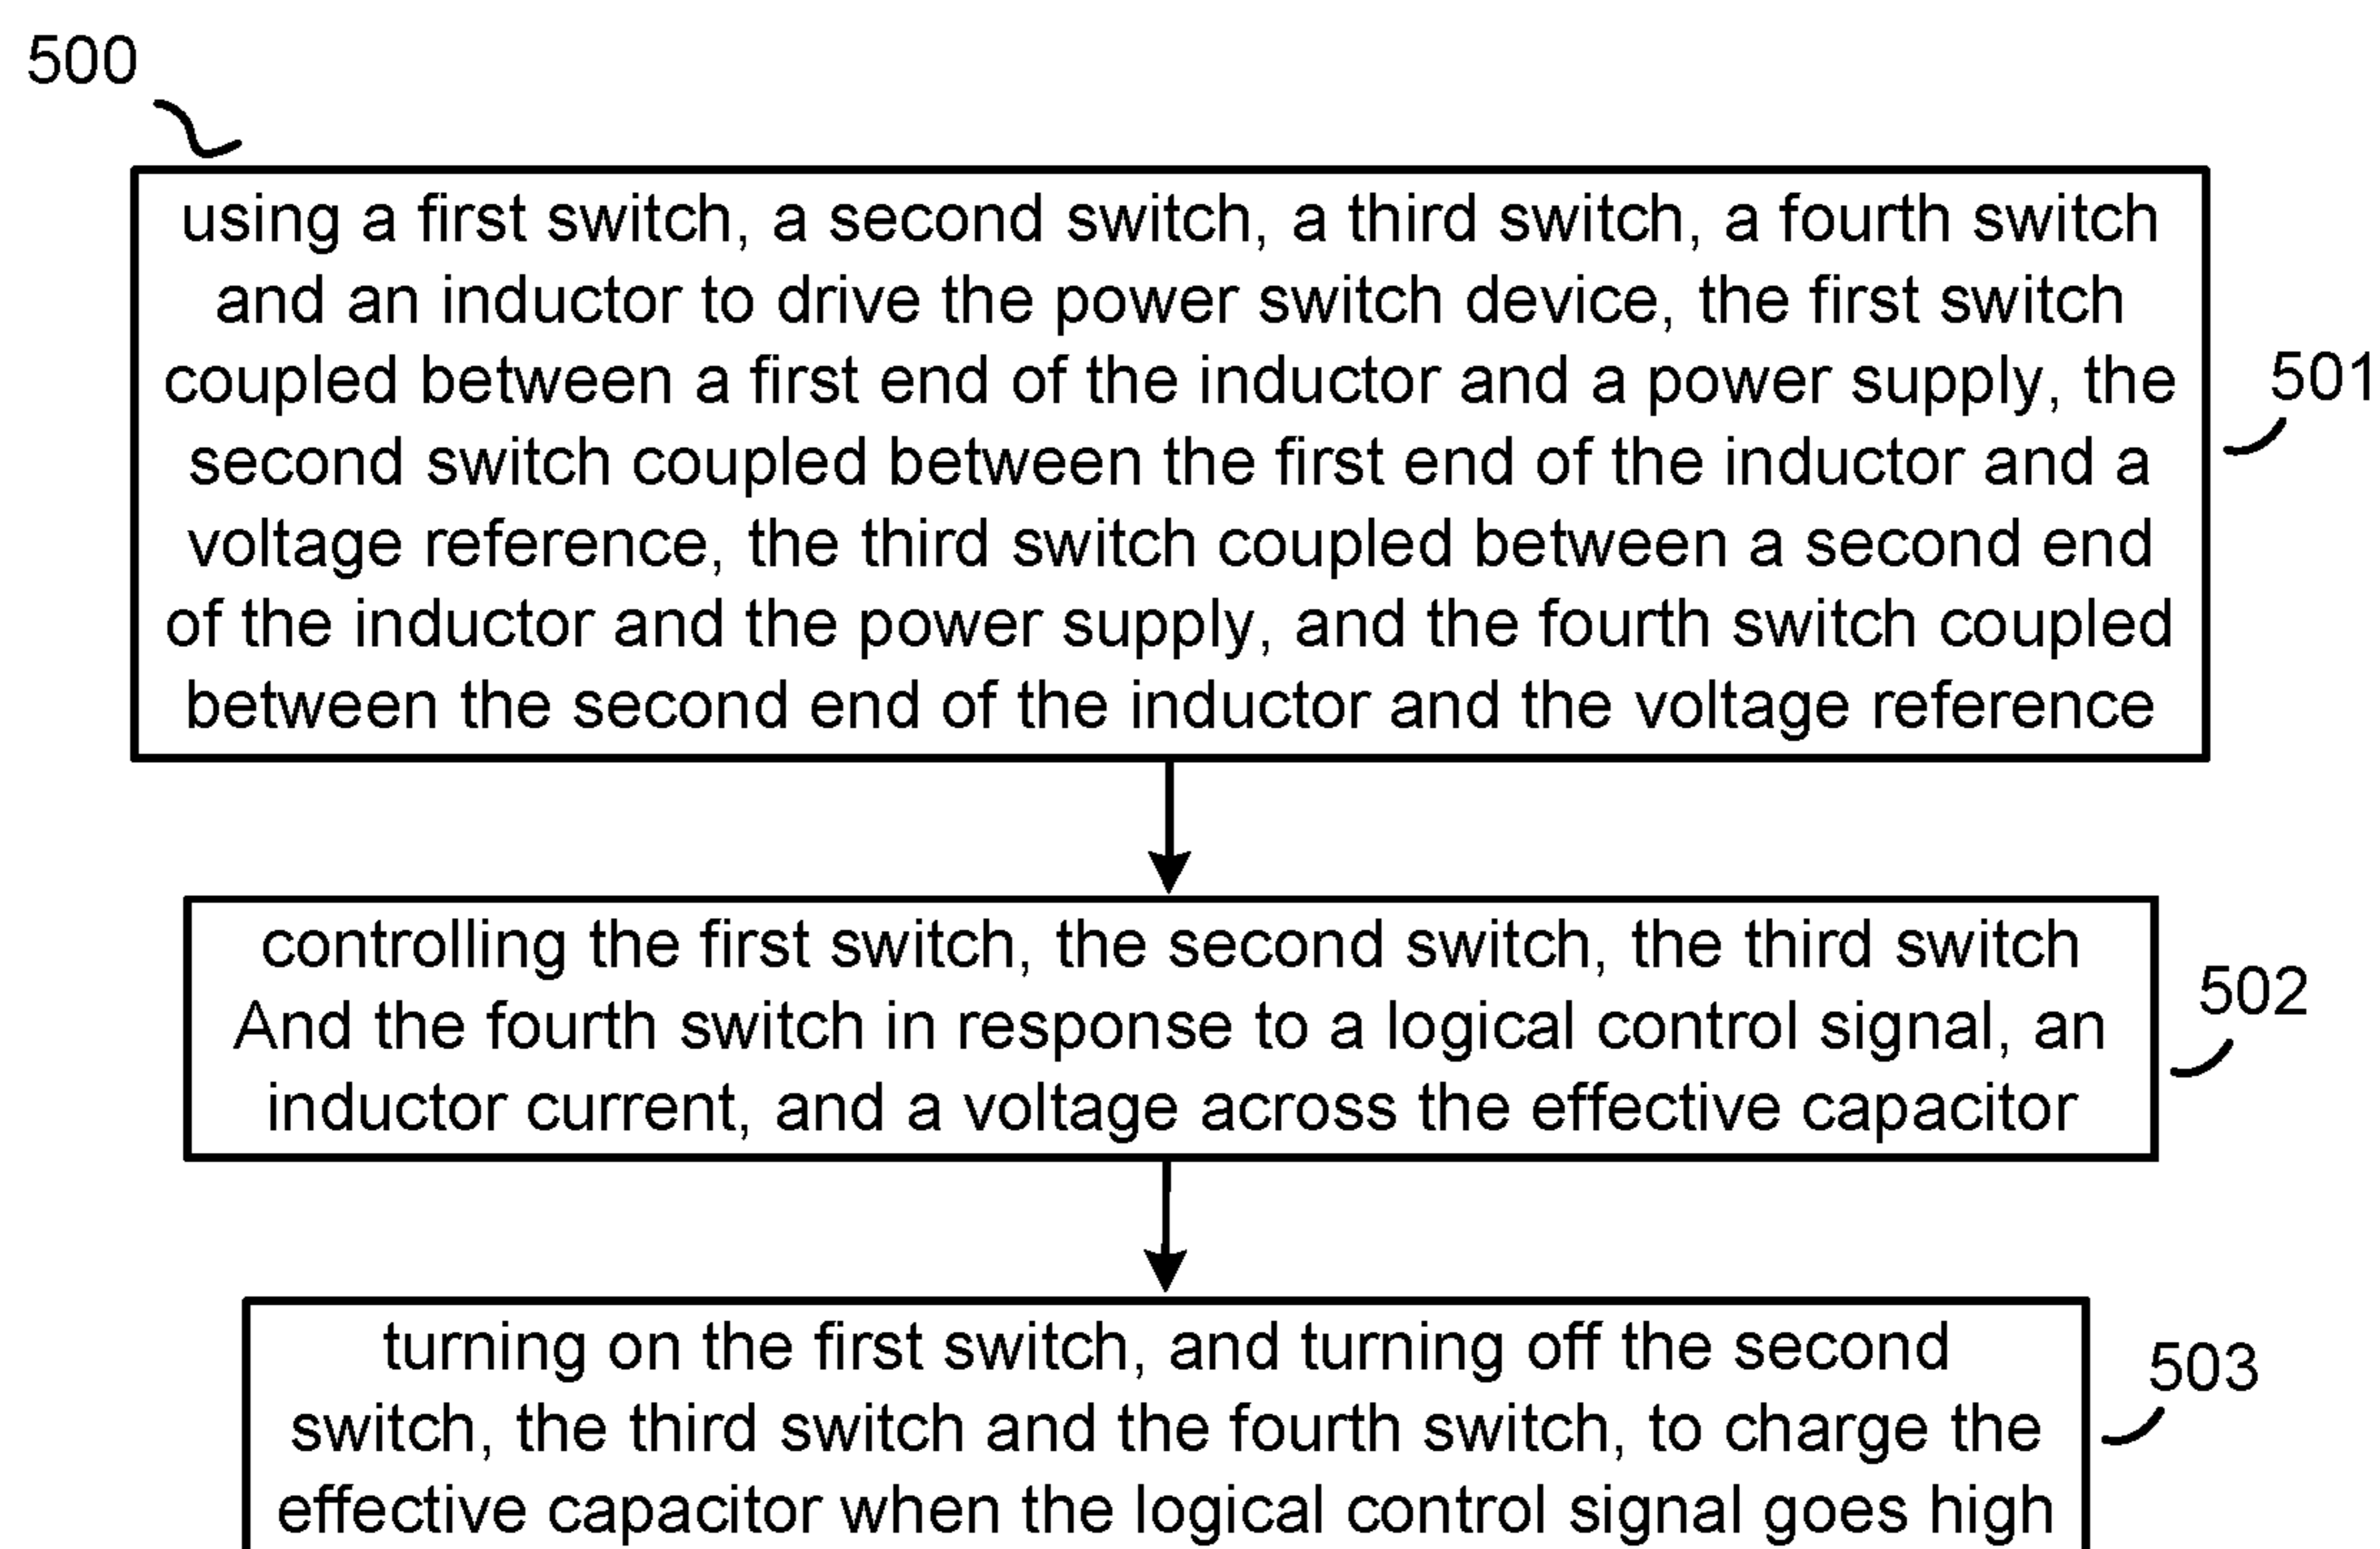 500
using a first switch, a second switch, a third switch, a fourth switch
and an inductor to drive the power switch device, the first switch
coupled between a first end of the inductor and a power supply, the
second switch coupled between the first end of the inductor and a
voltage reference, the third switch coupled between a second end
of the inductor and the power supply, and the fourth switch coupled
between the second end of the inductor and the voltage reference
501
controlling the first switch, the second switch, the third switch
And the fourth switch in response to a logical control signal, an
inductor current, and a voltage across the effective capacitor
502
turning on the first switch, and turning off the second
switch, the third switch and the fourth switch, to charge the
effective capacitor when the logical control signal goes high
503